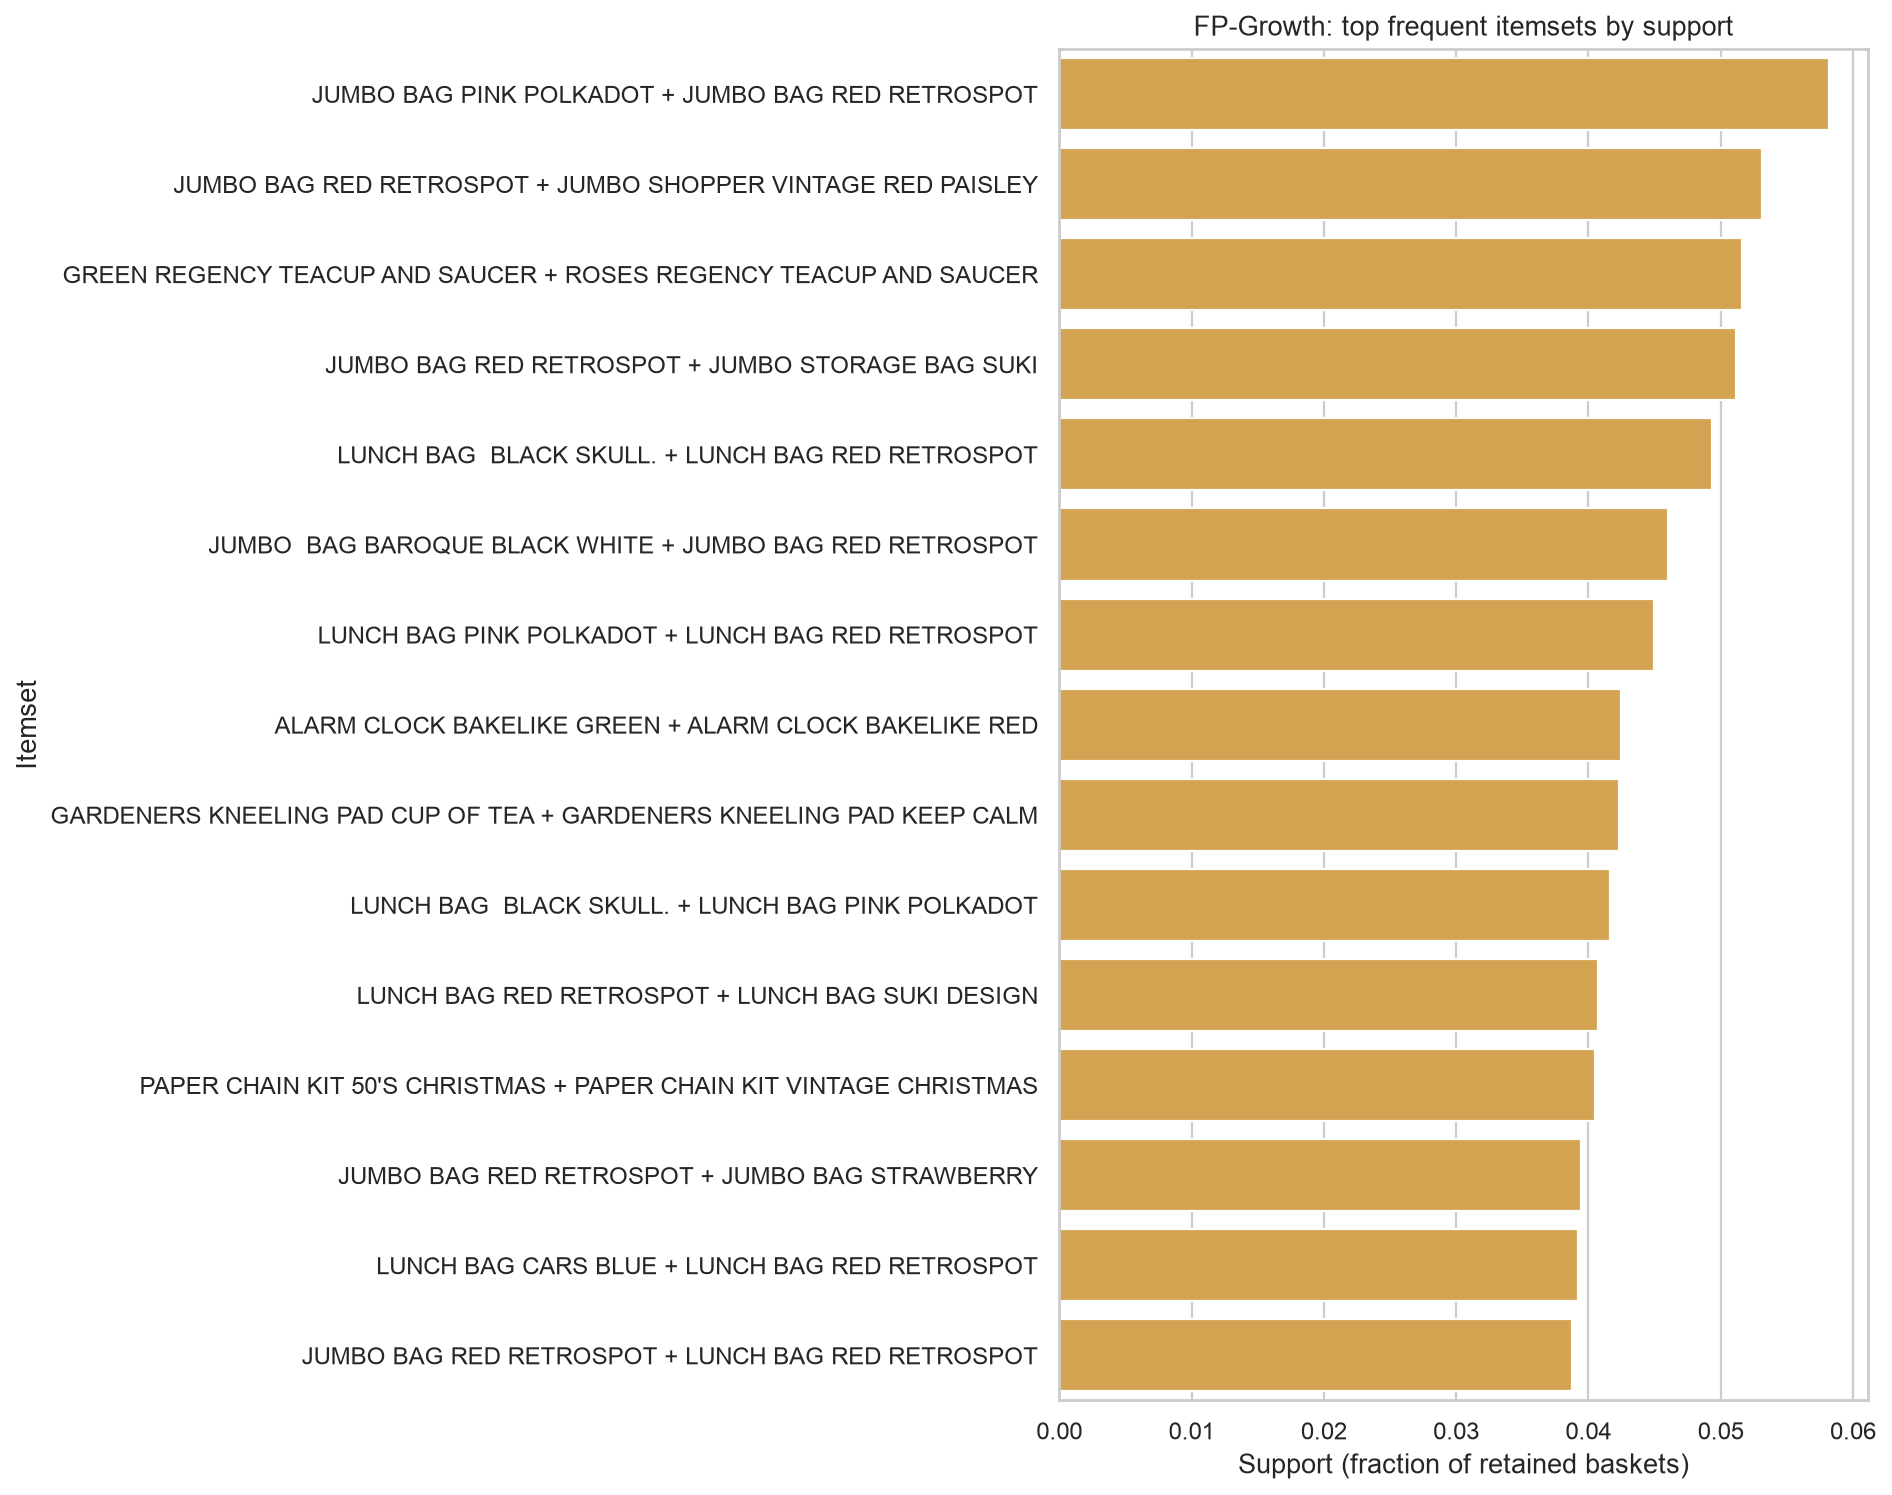 FP-Growth: top frequent itemsets by support
JUMBO BAG PINK POLKADOT + JUMBO BAG RED RETROSPOT
JUMBO BAG RED RETROSPOT + JUMBO SHOPPER VINTAGE RED PAISLEY
GREEN REGENCY TEACUP AND SAUCER + ROSES REGENCY TEACUP AND SAUCER
JUMBO BAG RED RETROSPOT + JUMBO STORAGE BAG SUKI
LUNCH BAG  BLACK SKULL. + LUNCH BAG RED RETROSPOT
JUMBO  BAG BAROQUE BLACK WHITE + JUMBO BAG RED RETROSPOT
LUNCH BAG PINK POLKADOT + LUNCH BAG RED RETROSPOT
ALARM CLOCK BAKELIKE GREEN + ALARM CLOCK BAKELIKE RED
GARDENERS KNEELING PAD CUP OF TEA + GARDENERS KNEELING PAD KEEP CALM
LUNCH BAG  BLACK SKULL. + LUNCH BAG PINK POLKADOT
LUNCH BAG RED RETROSPOT + LUNCH BAG SUKI DESIGN
PAPER CHAIN KIT 50'S CHRISTMAS + PAPER CHAIN KIT VINTAGE CHRISTMAS
JUMBO BAG RED RETROSPOT + JUMBO BAG STRAWBERRY
LUNCH BAG CARS BLUE + LUNCH BAG RED RETROSPOT
JUMBO BAG RED RETROSPOT + LUNCH BAG RED RETROSPOT
Itemset
0.00 0.01 0.02 0.03 0.04 0.05 0.06
Support (fraction of retained baskets)